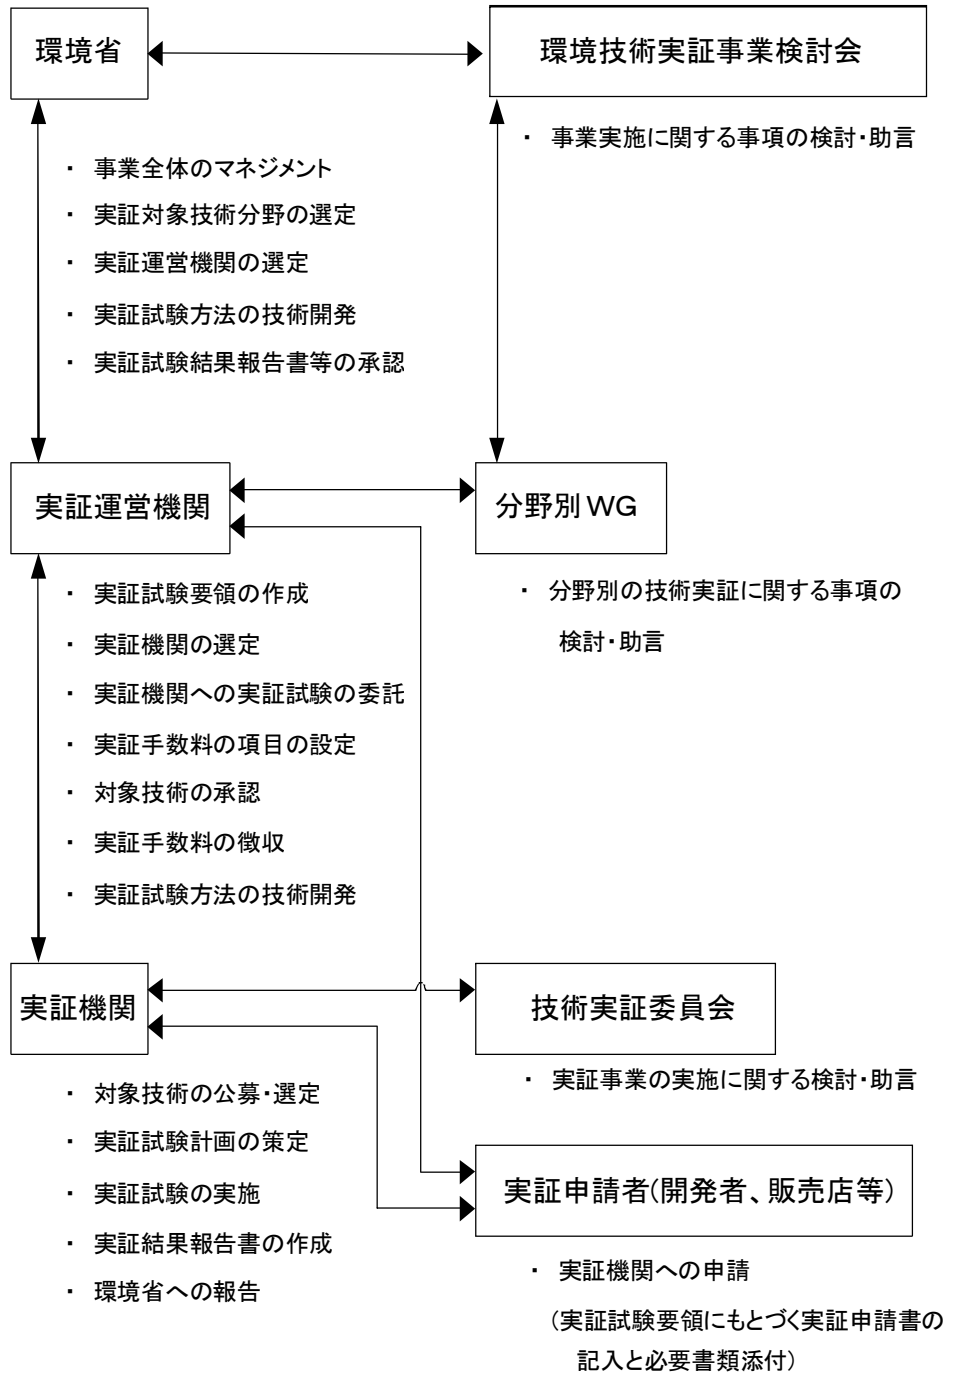 環境省
環境技術実証事業検討会
・ 事業実施に関する事項の検討・助言
・ 事業全体のマネジメント
・ 実証対象技術分野の選定
・ 実証運営機関の選定
・ 実証試験方法の技術開発
・ 実証試験結果報告書等の承認
実証運営機関
分野別WG
・ 分野別の技術実証に関する事項の
検討・助言
・ 実証試験要領の作成
・ 実証機関の選定
・ 実証機関への実証試験の委託
・ 実証手数料の項目の設定
・ 対象技術の承認
・ 実証手数料の徴収
・ 実証試験方法の技術開発
実証機関
技術実証委員会
・ 実証事業の実施に関する検討・助言
・ 対象技術の公募・選定
・ 実証試験計画の策定
・ 実証試験の実施
・ 実証結果報告書の作成
・ 環境省への報告
実証申請者(開発者、販売店等)
・ 実証機関への申請
(実証試験要領にもとづく実証申請書の
記入と必要書類添付)